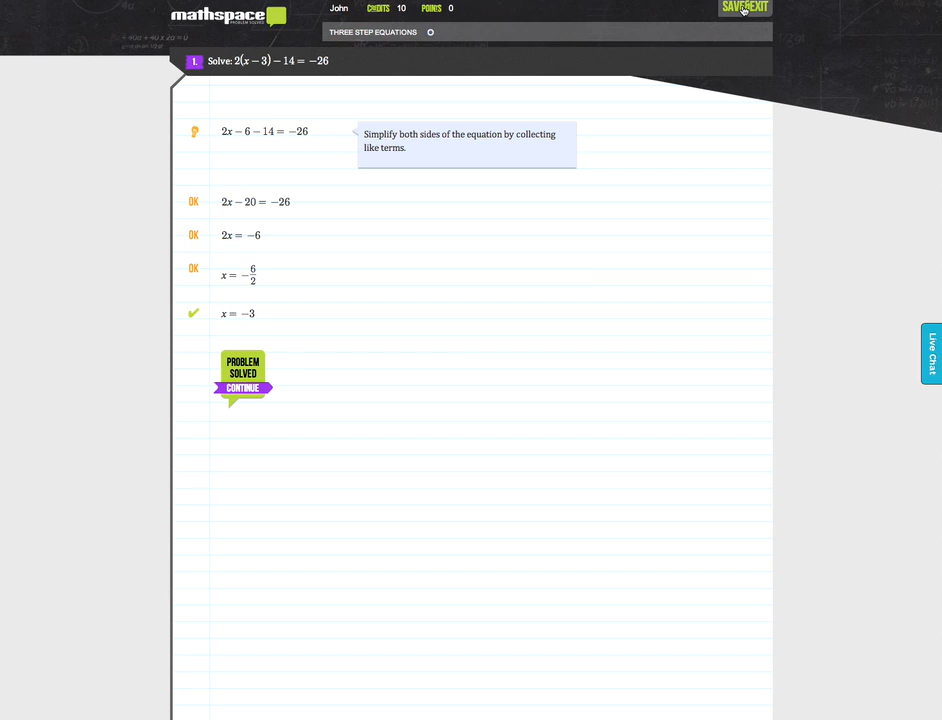 mathspace
PROBLEM SOLVED
John CREDITS 10 POINTS 0
SAVE&EXIT
THREE STEP EQUATIONS
1. Solve: 2(x − 3) − 14 = −26
2x − 6 − 14 = −26
Simplify both sides of the equation by collecting
like terms.
OK 2x − 20 = −26
OK 2x = −6
OK x = −6/2
x = −3
PROBLEM
SOLVED
CONTINUE
Live Chat